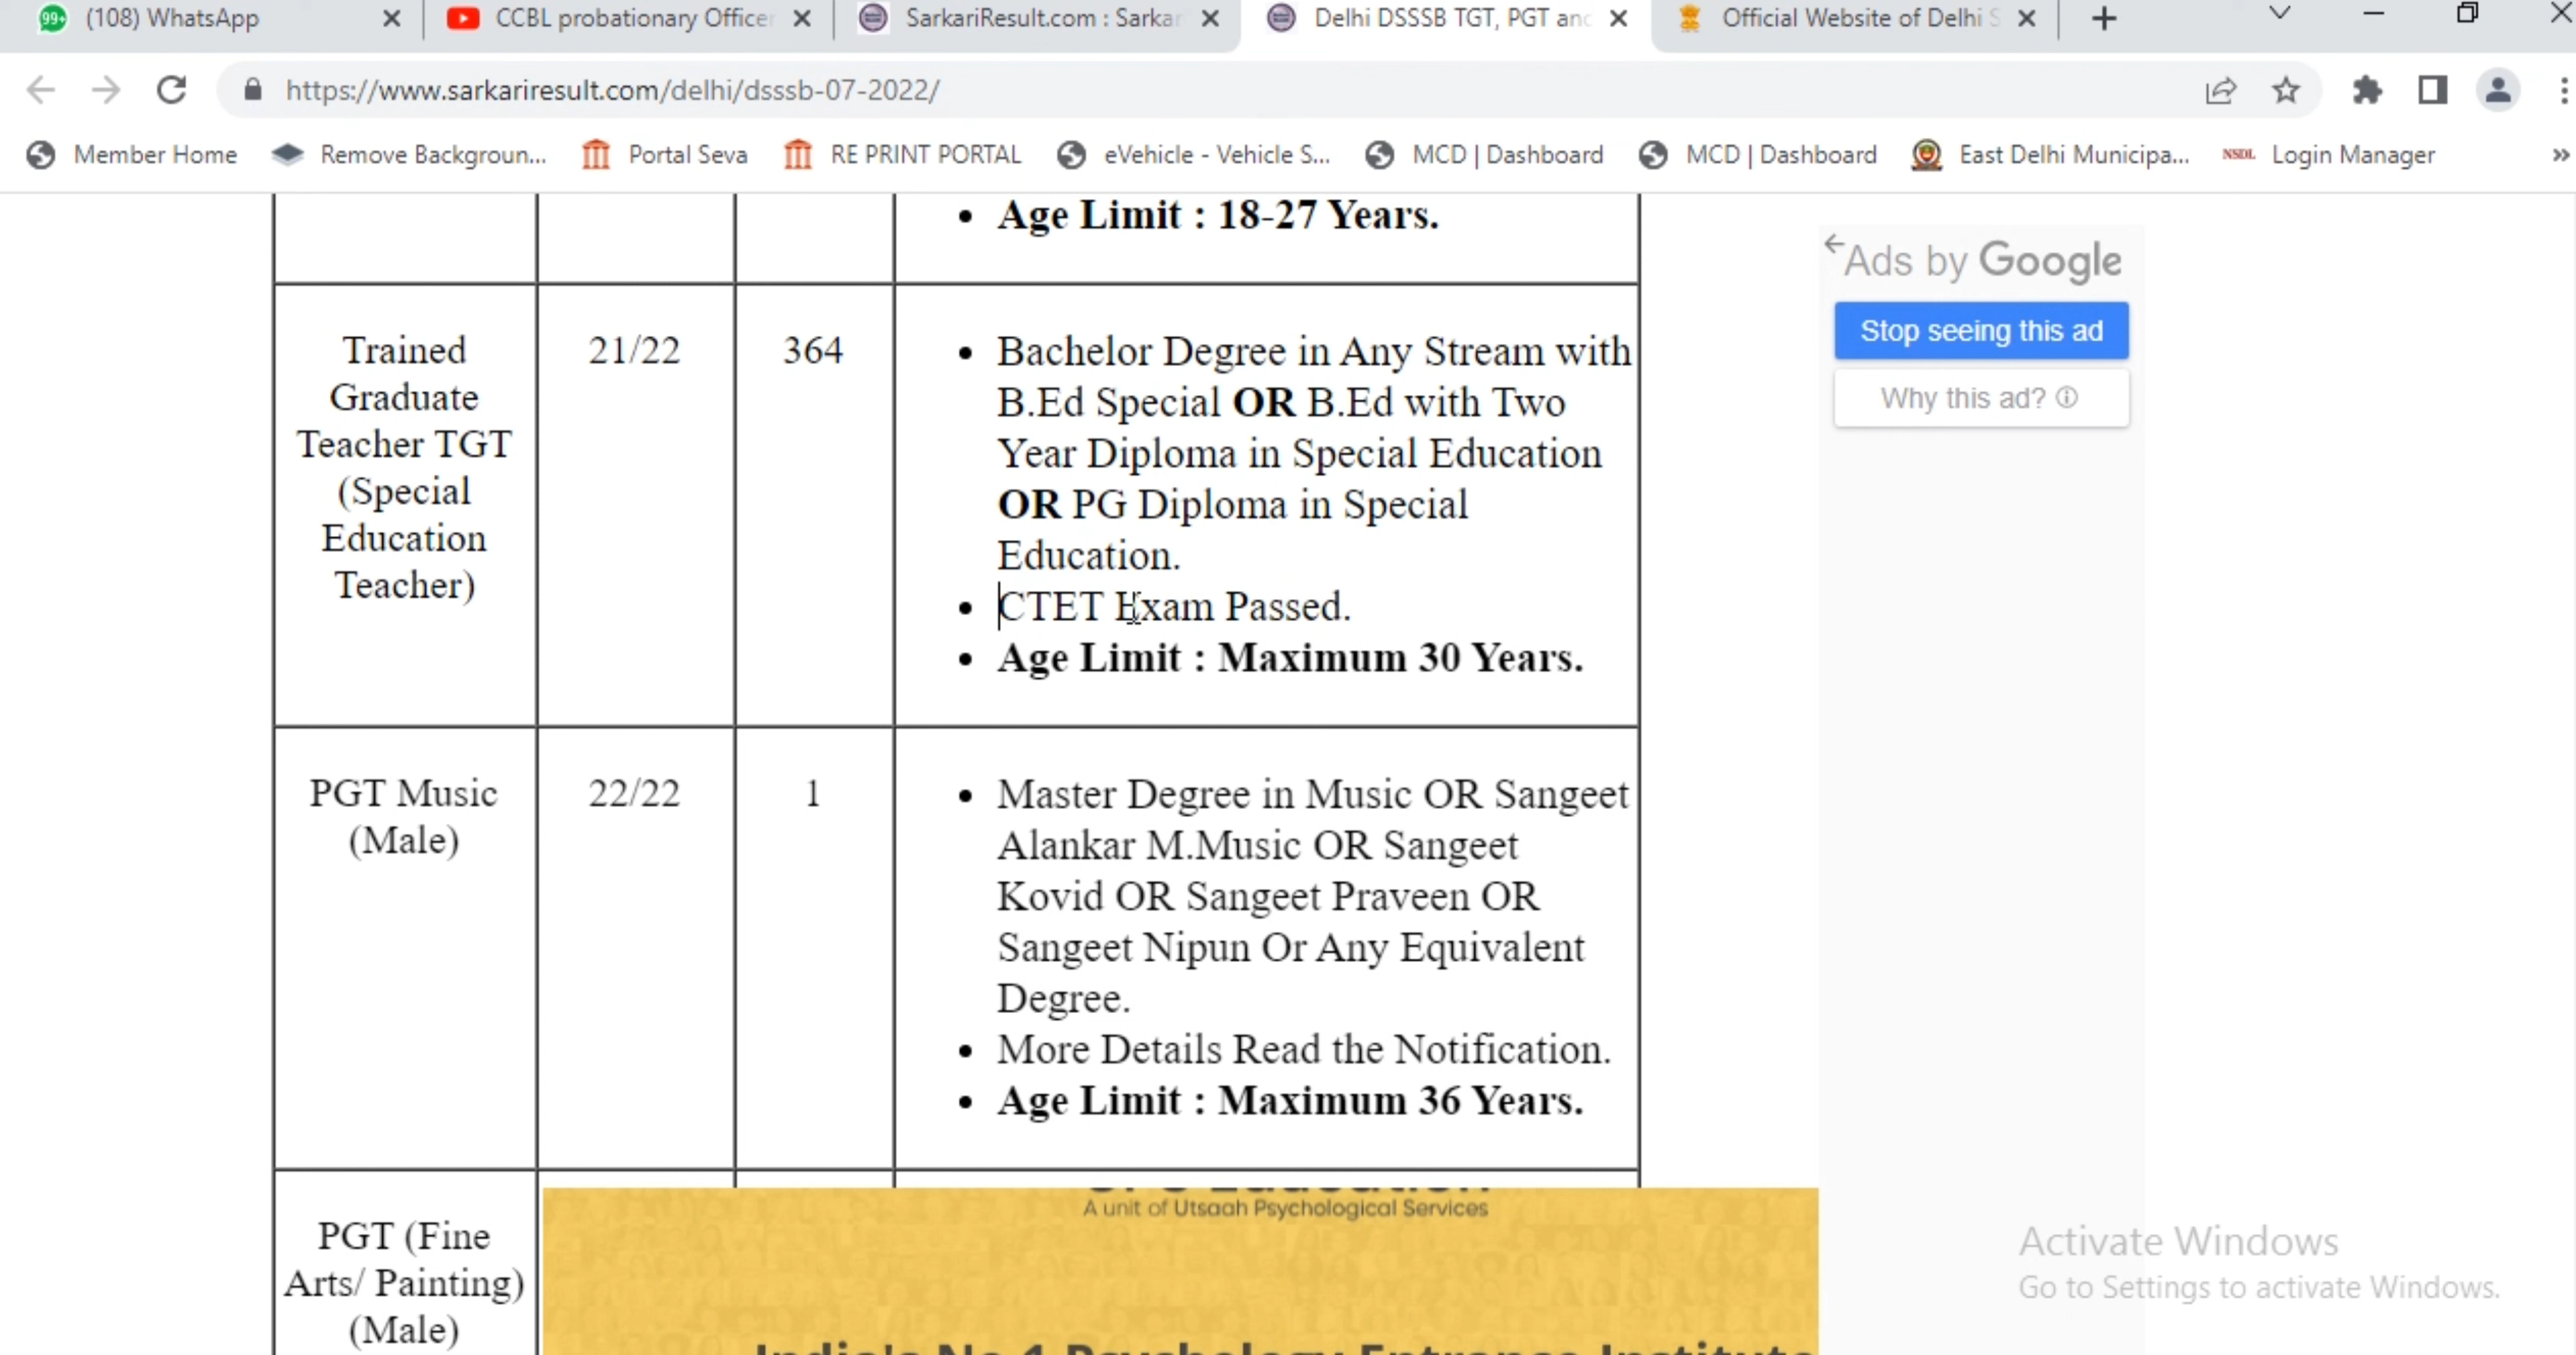 99+ (108) WhatsApp
CCBL probationary Officer
SarkariResult.com : Sarkar
Delhi DSSSB TGT, PGT and
Official Website of Delhi S
https://www.sarkariresult.com/delhi/dsssb-07-2022/
Member Home
Remove Backgroun...
Portal Seva
RE PRINT PORTAL
eVehicle - Vehicle S...
MCD | Dashboard
MCD | Dashboard
East Delhi Municipa...
NSDL Login Manager
»
• Age Limit : 18-27 Years.
Trained
Graduate
Teacher TGT
(Special
Education
Teacher)
21/22
364
• Bachelor Degree in Any Stream with
B.Ed Special OR B.Ed with Two
Year Diploma in Special Education
OR PG Diploma in Special
Education.
• CTET Exam Passed.
• Age Limit : Maximum 30 Years.
PGT Music
(Male)
22/22
1
• Master Degree in Music OR Sangeet
Alankar M.Music OR Sangeet
Kovid OR Sangeet Praveen OR
Sangeet Nipun Or Any Equivalent
Degree.
• More Details Read the Notification.
• Age Limit : Maximum 36 Years.
PGT (Fine
Arts/ Painting)
(Male)
Ads by Google
Stop seeing this ad
Why this ad?
A unit of Utsaah Psychological Services
India's No 1 Psychology Entrance Institute
Activate Windows
Go to Settings to activate Windows.